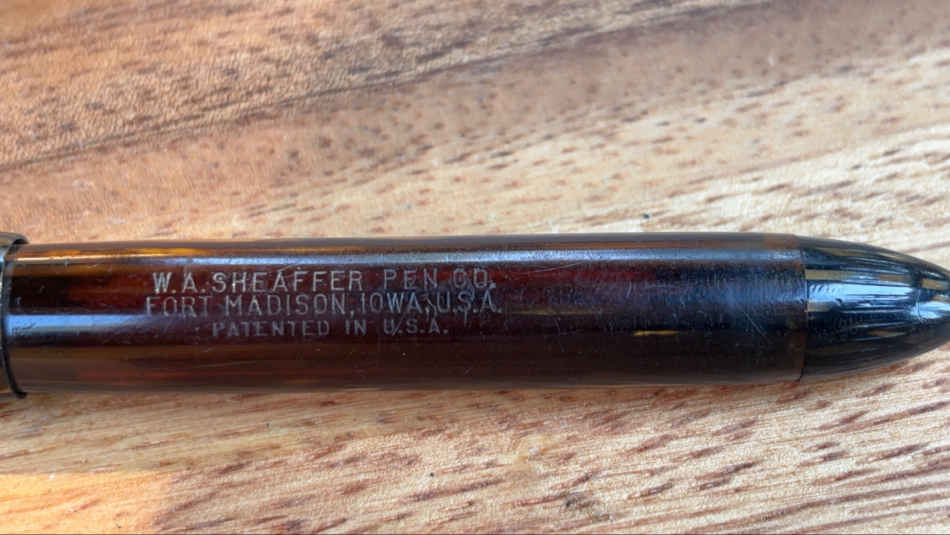 W.A.SHEAFFER PEN CO.
FORT MADISON, IOWA, U.S.A.
PATENTED IN U.S.A.